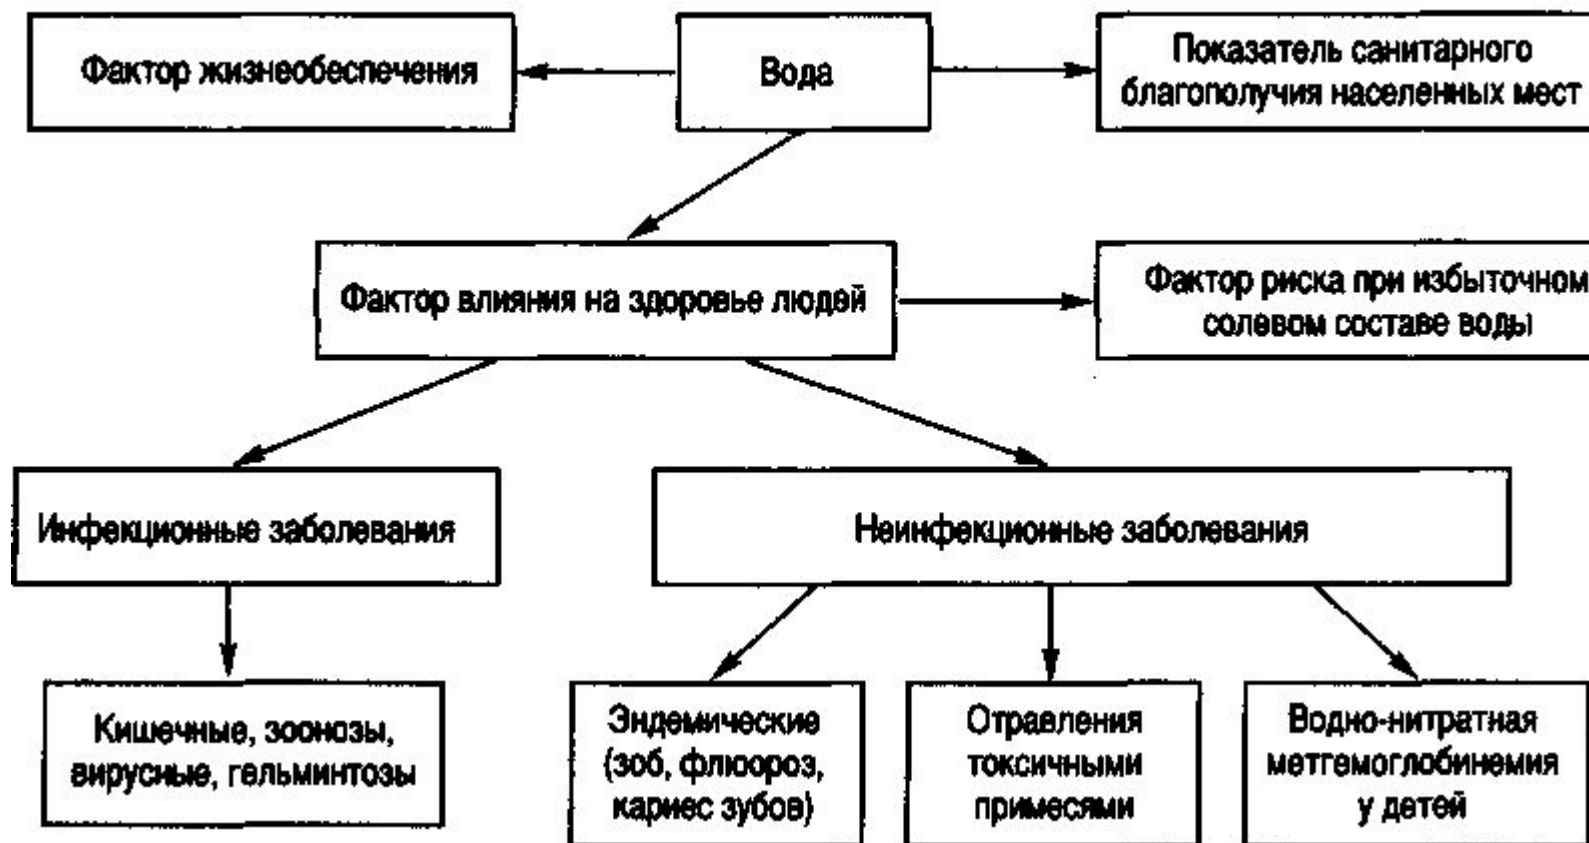 Фактор жизнеобеспечения
Вода
Показатель санитарного
благополучия населенных мест
Фактор влияния на здоровье людей
Фактор риска при избыточном
солевом составе воды
Инфекционные заболевания
Неинфекционные заболевания
Кишечные, зоонозы,
вирусные, гельминтозы
Эндемические
(зоб, флюороз,
кариес зубов)
Отравления
токсичными
примесями
Водно-нитратная
метгемоглобинемия
у детей